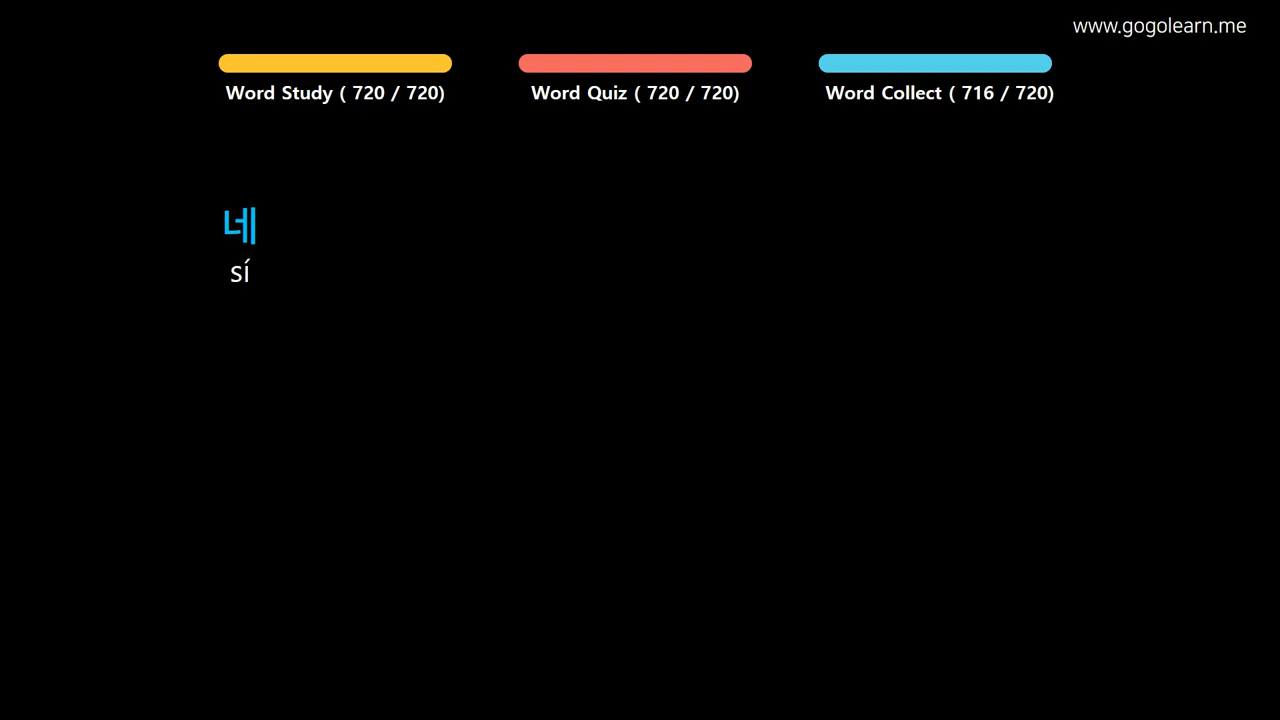 www.gogolearn.me
Word Study ( 720 / 720)
Word Quiz ( 720 / 720)
Word Collect ( 716 / 720)
네
sí